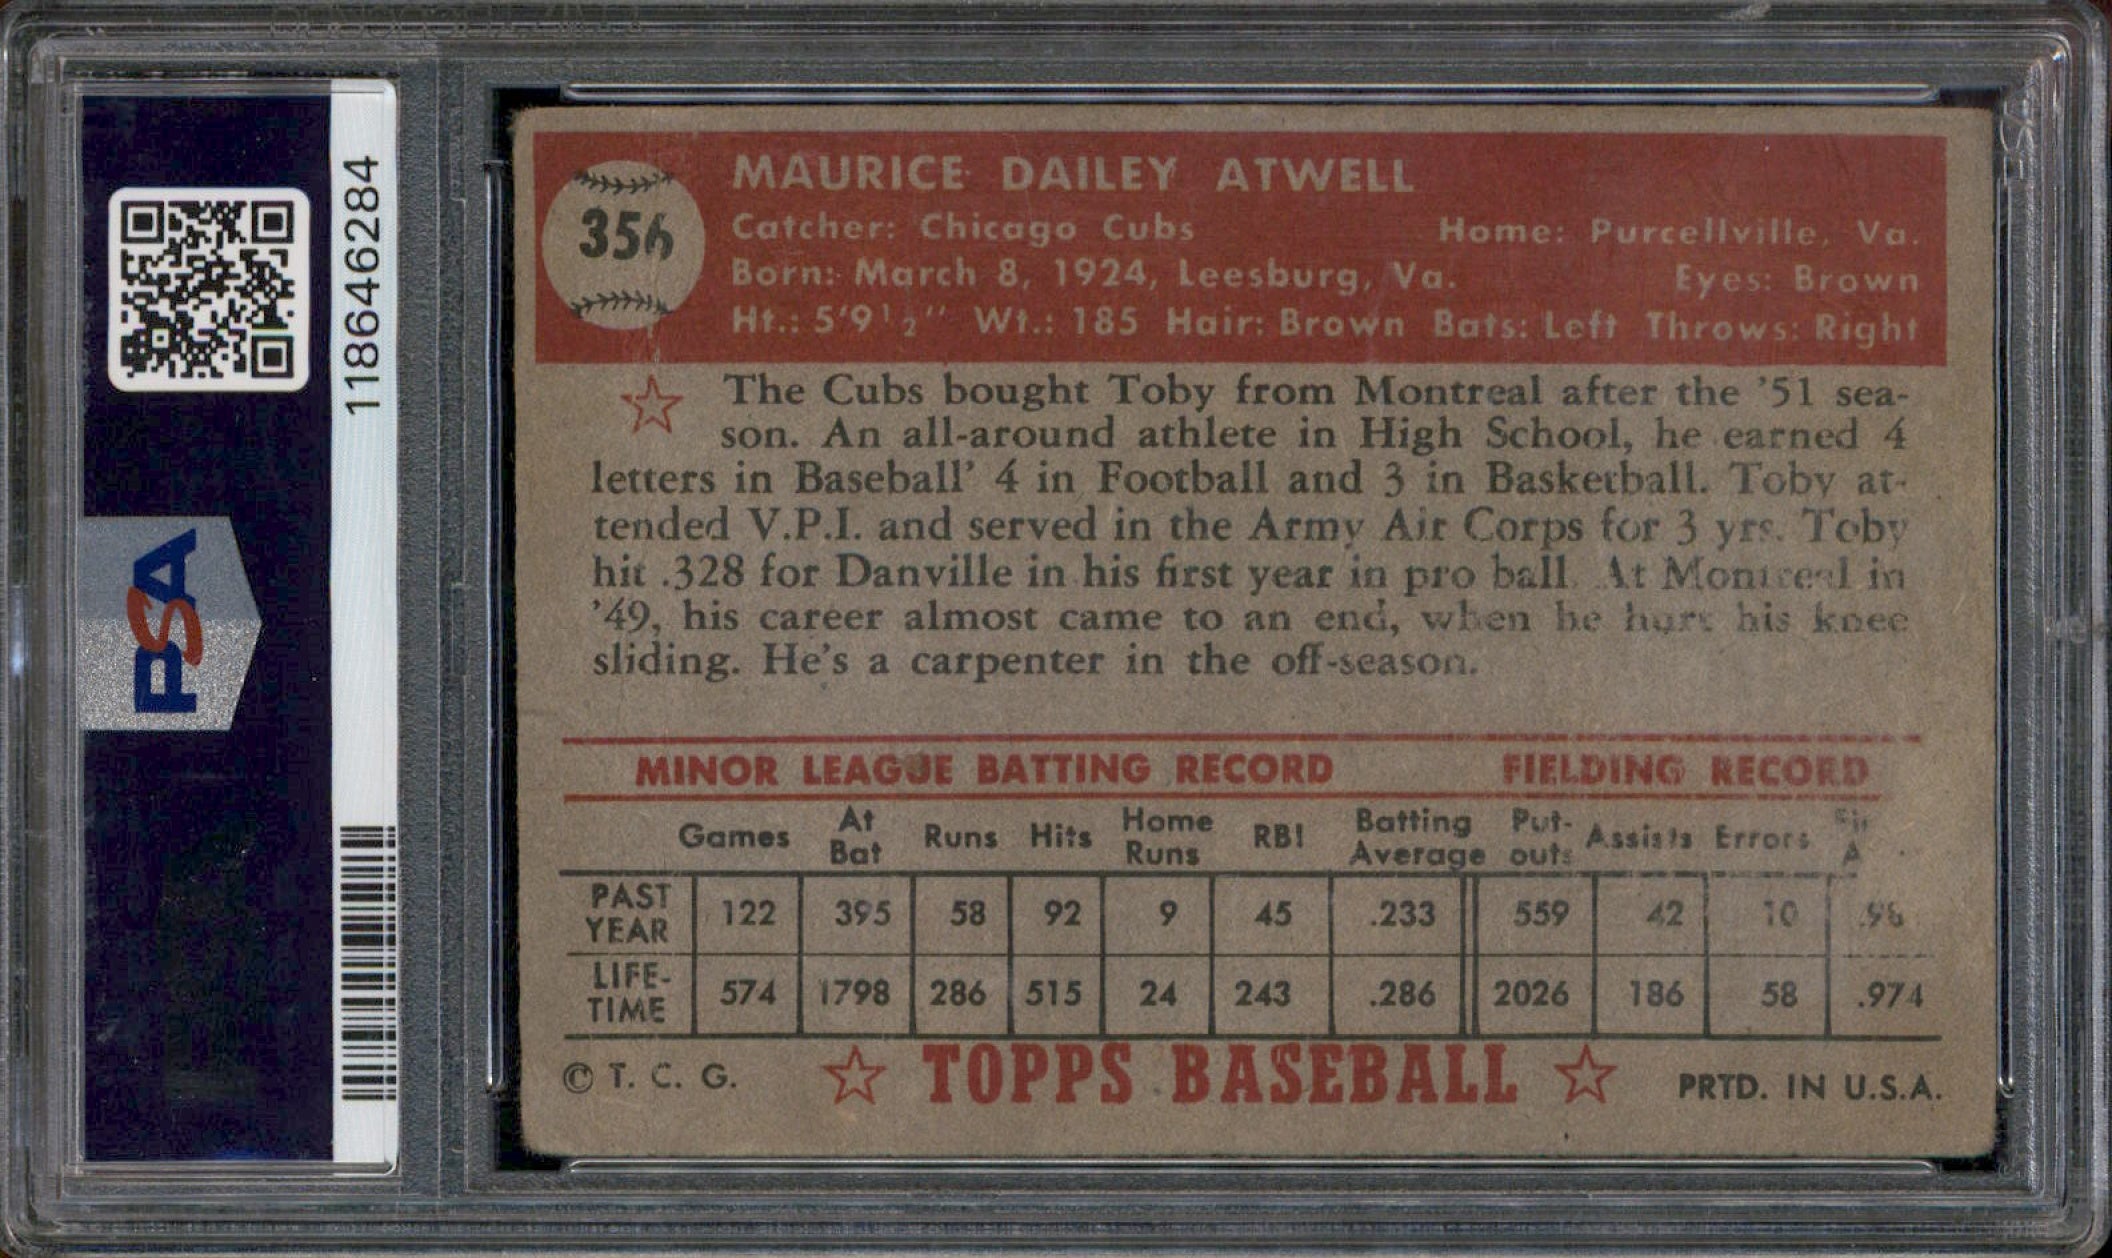 118646284
PSA
356
MAURICE DAILEY ATWELL
Catcher: Chicago Cubs Home: Purcellville, Va.
Born: March 8, 1924, Leesburg, Va. Eyes: Brown
Ht.: 5'9½" Wt.: 185 Hair: Brown Bats: Left Throws: Right
The Cubs bought Toby from Montreal after the '51 sea-
son. An all-around athlete in High School, he earned 4
letters in Baseball' 4 in Football and 3 in Basketball. Toby at-
tended V.P.I. and served in the Army Air Corps for 3 yrs. Toby
hit .328 for Danville in his first year in pro ball. At Montreal in
'49, his career almost came to an end, when he hurt his knee
sliding. He's a carpenter in the off-season.
MINOR LEAGUE BATTING RECORD FIELDING RECORD
Games At Bat Runs Hits Home Runs RBI Batting Average Put-outs Assists Errors
PAST YEAR 122 395 58 92 9 45 .233 559 42 10
LIFE-TIME 574 1798 286 515 24 243 .286 2026 186 58 .974
© T. C. G. TOPPS BASEBALL PRTD. IN U.S.A.